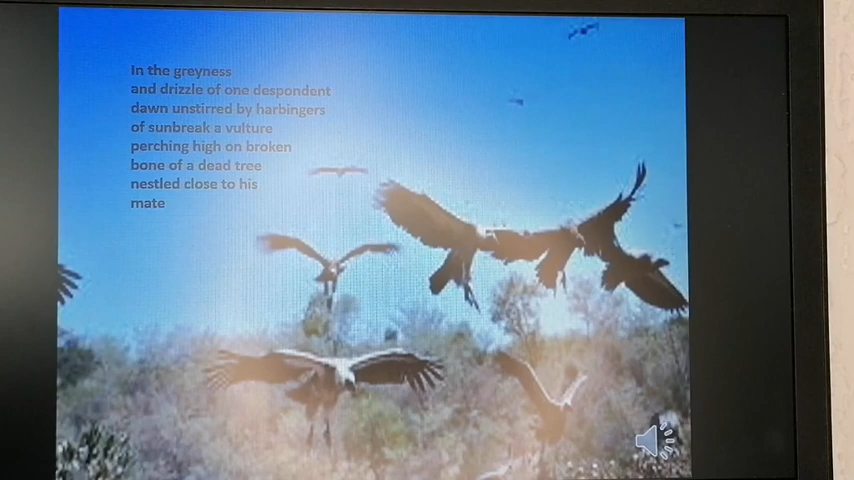 In the greyness
and drizzle of one despondent
dawn unstirred by harbingers
of sunbreak a vulture
perching high on broken
bone of a dead tree
nestled close to his
mate